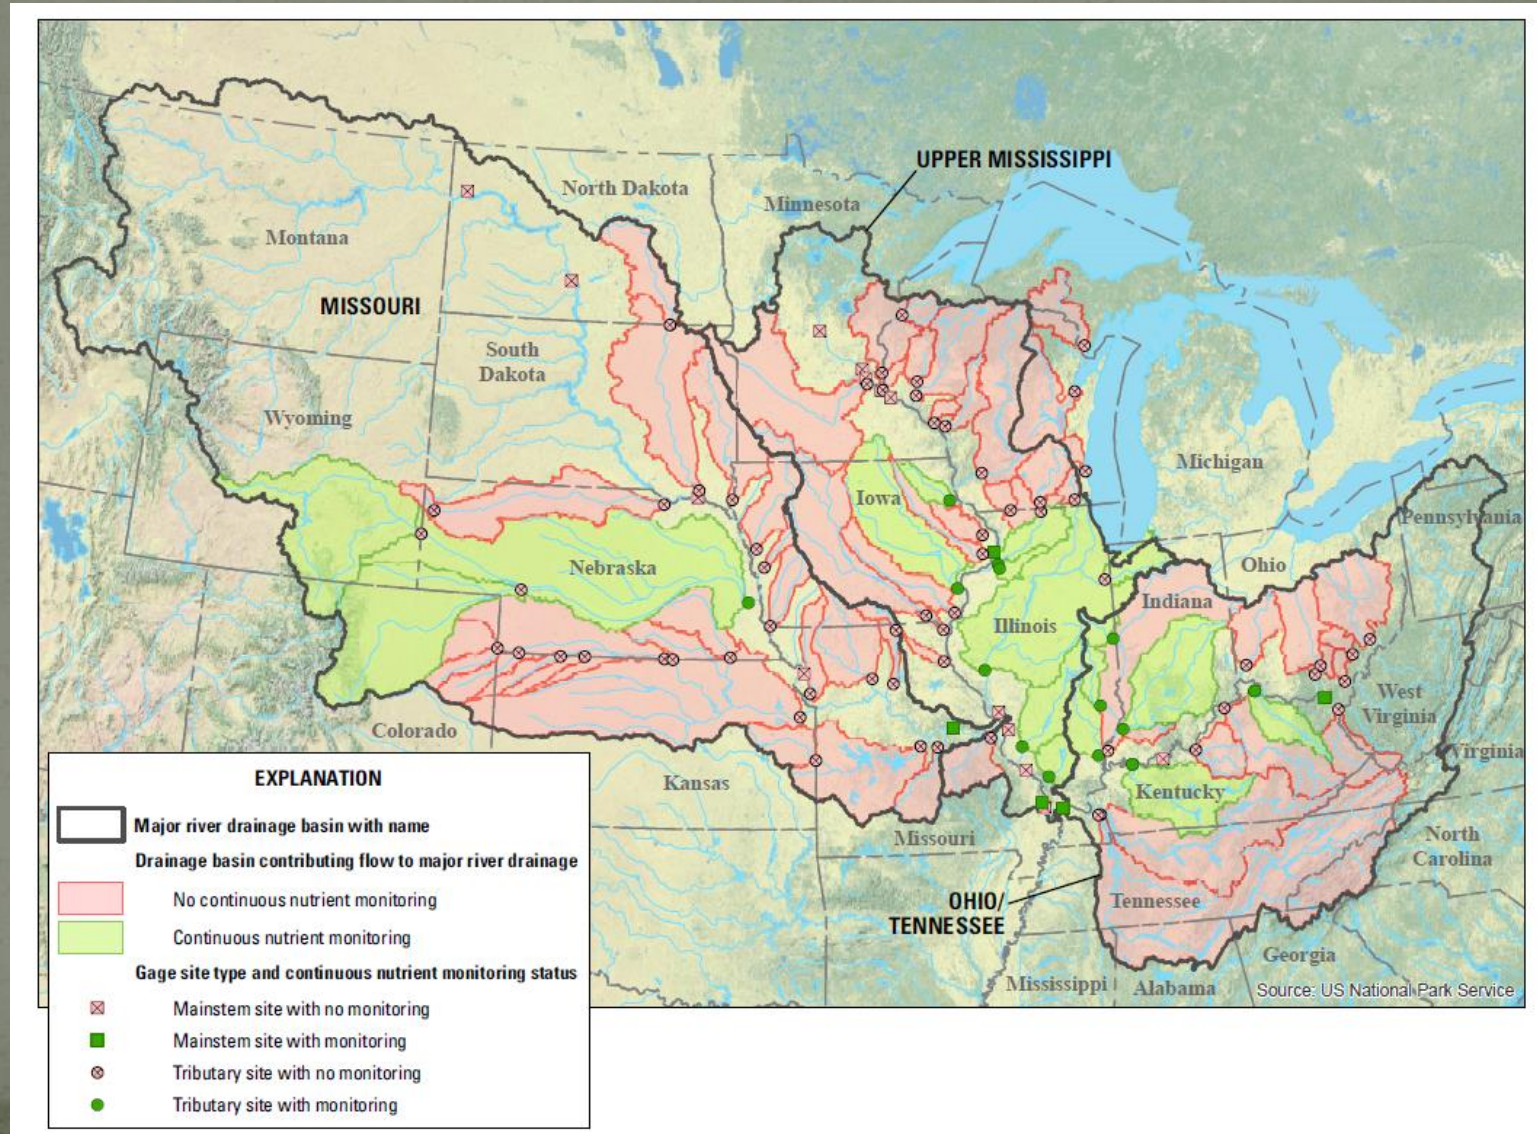 UPPER MISSISSIPPI
North Dakota
Minnesota
Montana
MISSOURI
South
Dakota
Wyoming
Michigan
Iowa
Pennsylvania
Nebraska
Ohio
Indiana
Illinois
West
Virginia
Colorado
Virginia
Kansas
Kentucky
Missouri
North
Carolina
OHIO/
TENNESSEE
Tennessee
Georgia
Mississippi
Alabama
Source: US National Park Service
EXPLANATION
Major river drainage basin with name
Drainage basin contributing flow to major river drainage
No continuous nutrient monitoring
Continuous nutrient monitoring
Gage site type and continuous nutrient monitoring status
Mainstem site with no monitoring
Mainstem site with monitoring
Tributary site with no monitoring
Tributary site with monitoring